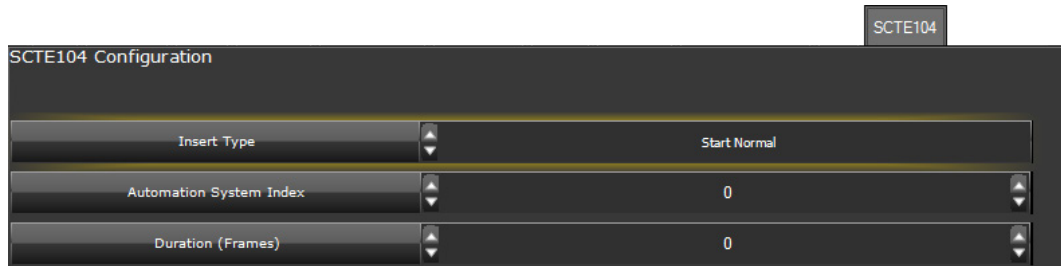 SCTE104
SCTE104 Configuration
Insert Type Start Normal
Automation System Index 0
Duration (Frames) 0